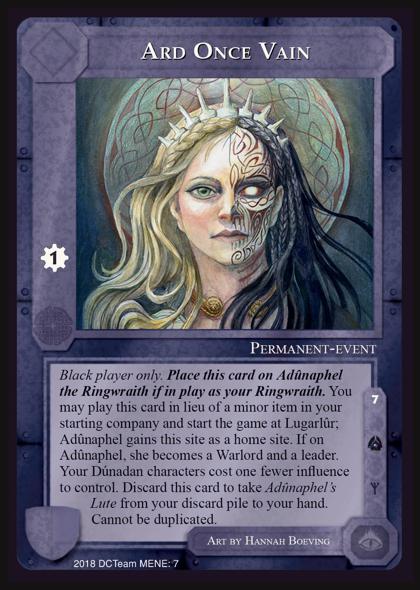 Ard Once Vain
1
Permanent-event
Black player only. Place this card on Adûnaphel
the Ringwraith if in play as your Ringwraith. You
may play this card in lieu of a minor item in your
starting company and start the game at Lugarlûr;
Adûnaphel gains this site as a home site. If on
Adûnaphel, she becomes a Warlord and a leader.
Your Dúnadan characters cost one fewer influence
to control. Discard this card to take Adûnaphel's
Lute from your discard pile to your hand.
Cannot be duplicated.
7
Art by Hannah Boeving
2018 DCTeam MENE: 7